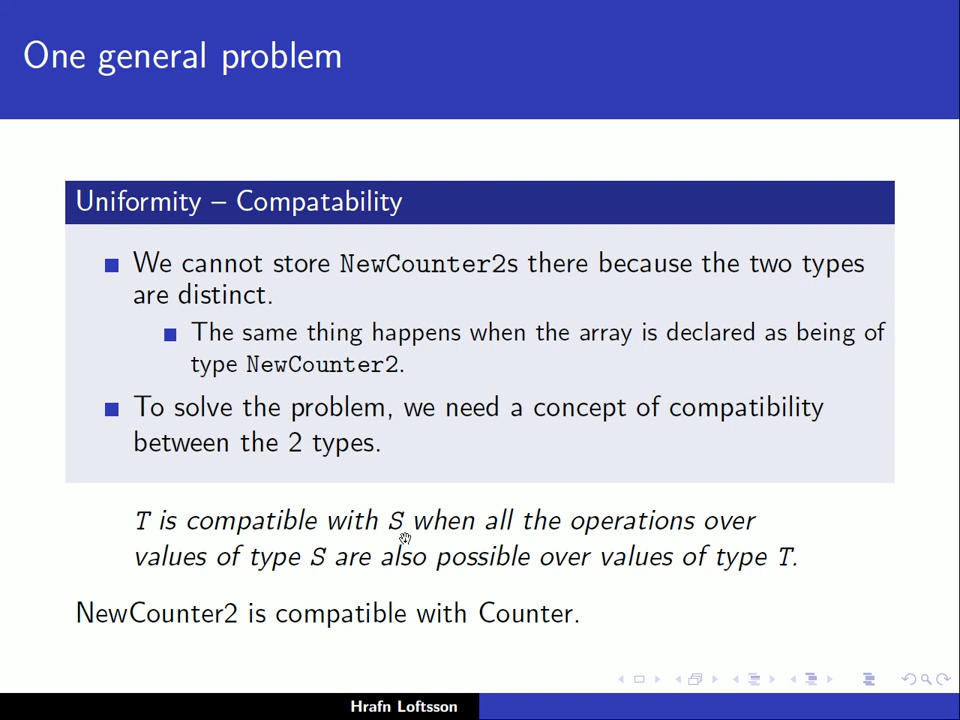 One general problem
Uniformity – Compatability
We cannot store NewCounter2s there because the two types
are distinct.
The same thing happens when the array is declared as being of
type NewCounter2.
To solve the problem, we need a concept of compatibility
between the 2 types.
T is compatible with S when all the operations over
values of type S are also possible over values of type T.
NewCounter2 is compatible with Counter.
Hrafn Loftsson